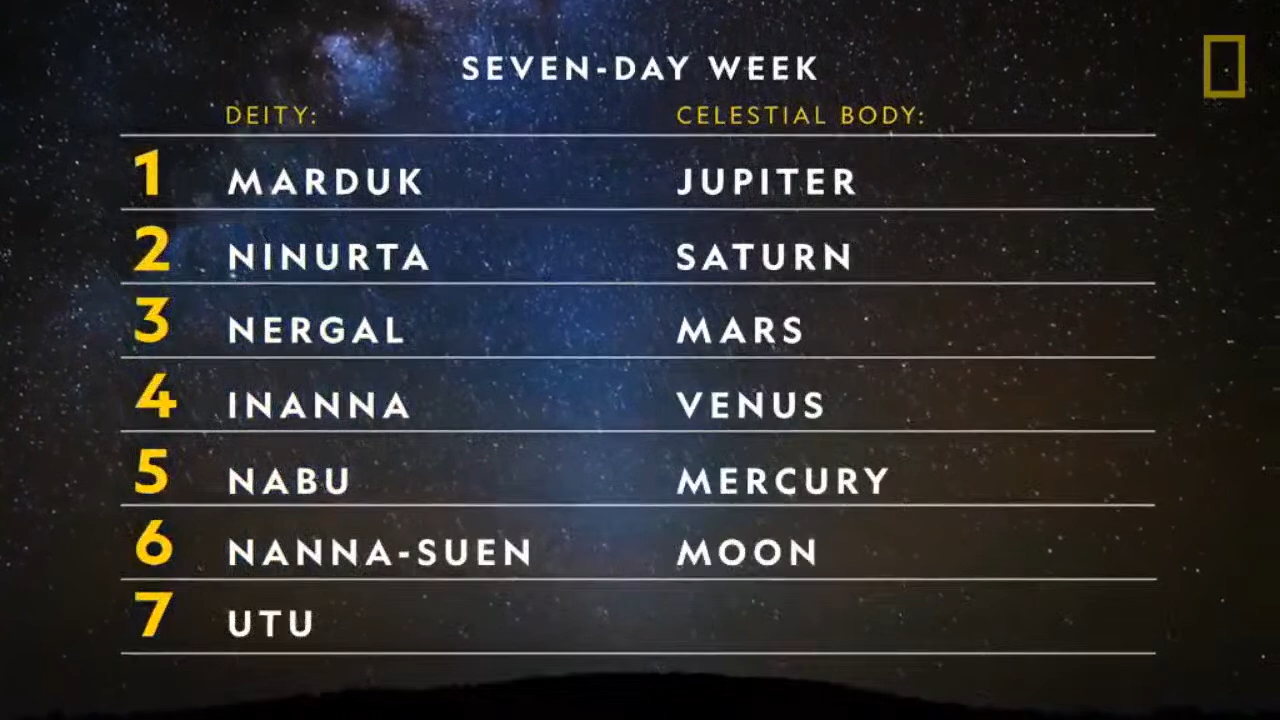 SEVEN-DAY WEEK
DEITY: CELESTIAL BODY:
1 MARDUK JUPITER
2 NINURTA SATURN
3 NERGAL MARS
4 INANNA VENUS
5 NABU MERCURY
6 NANNA-SUEN MOON
7 UTU